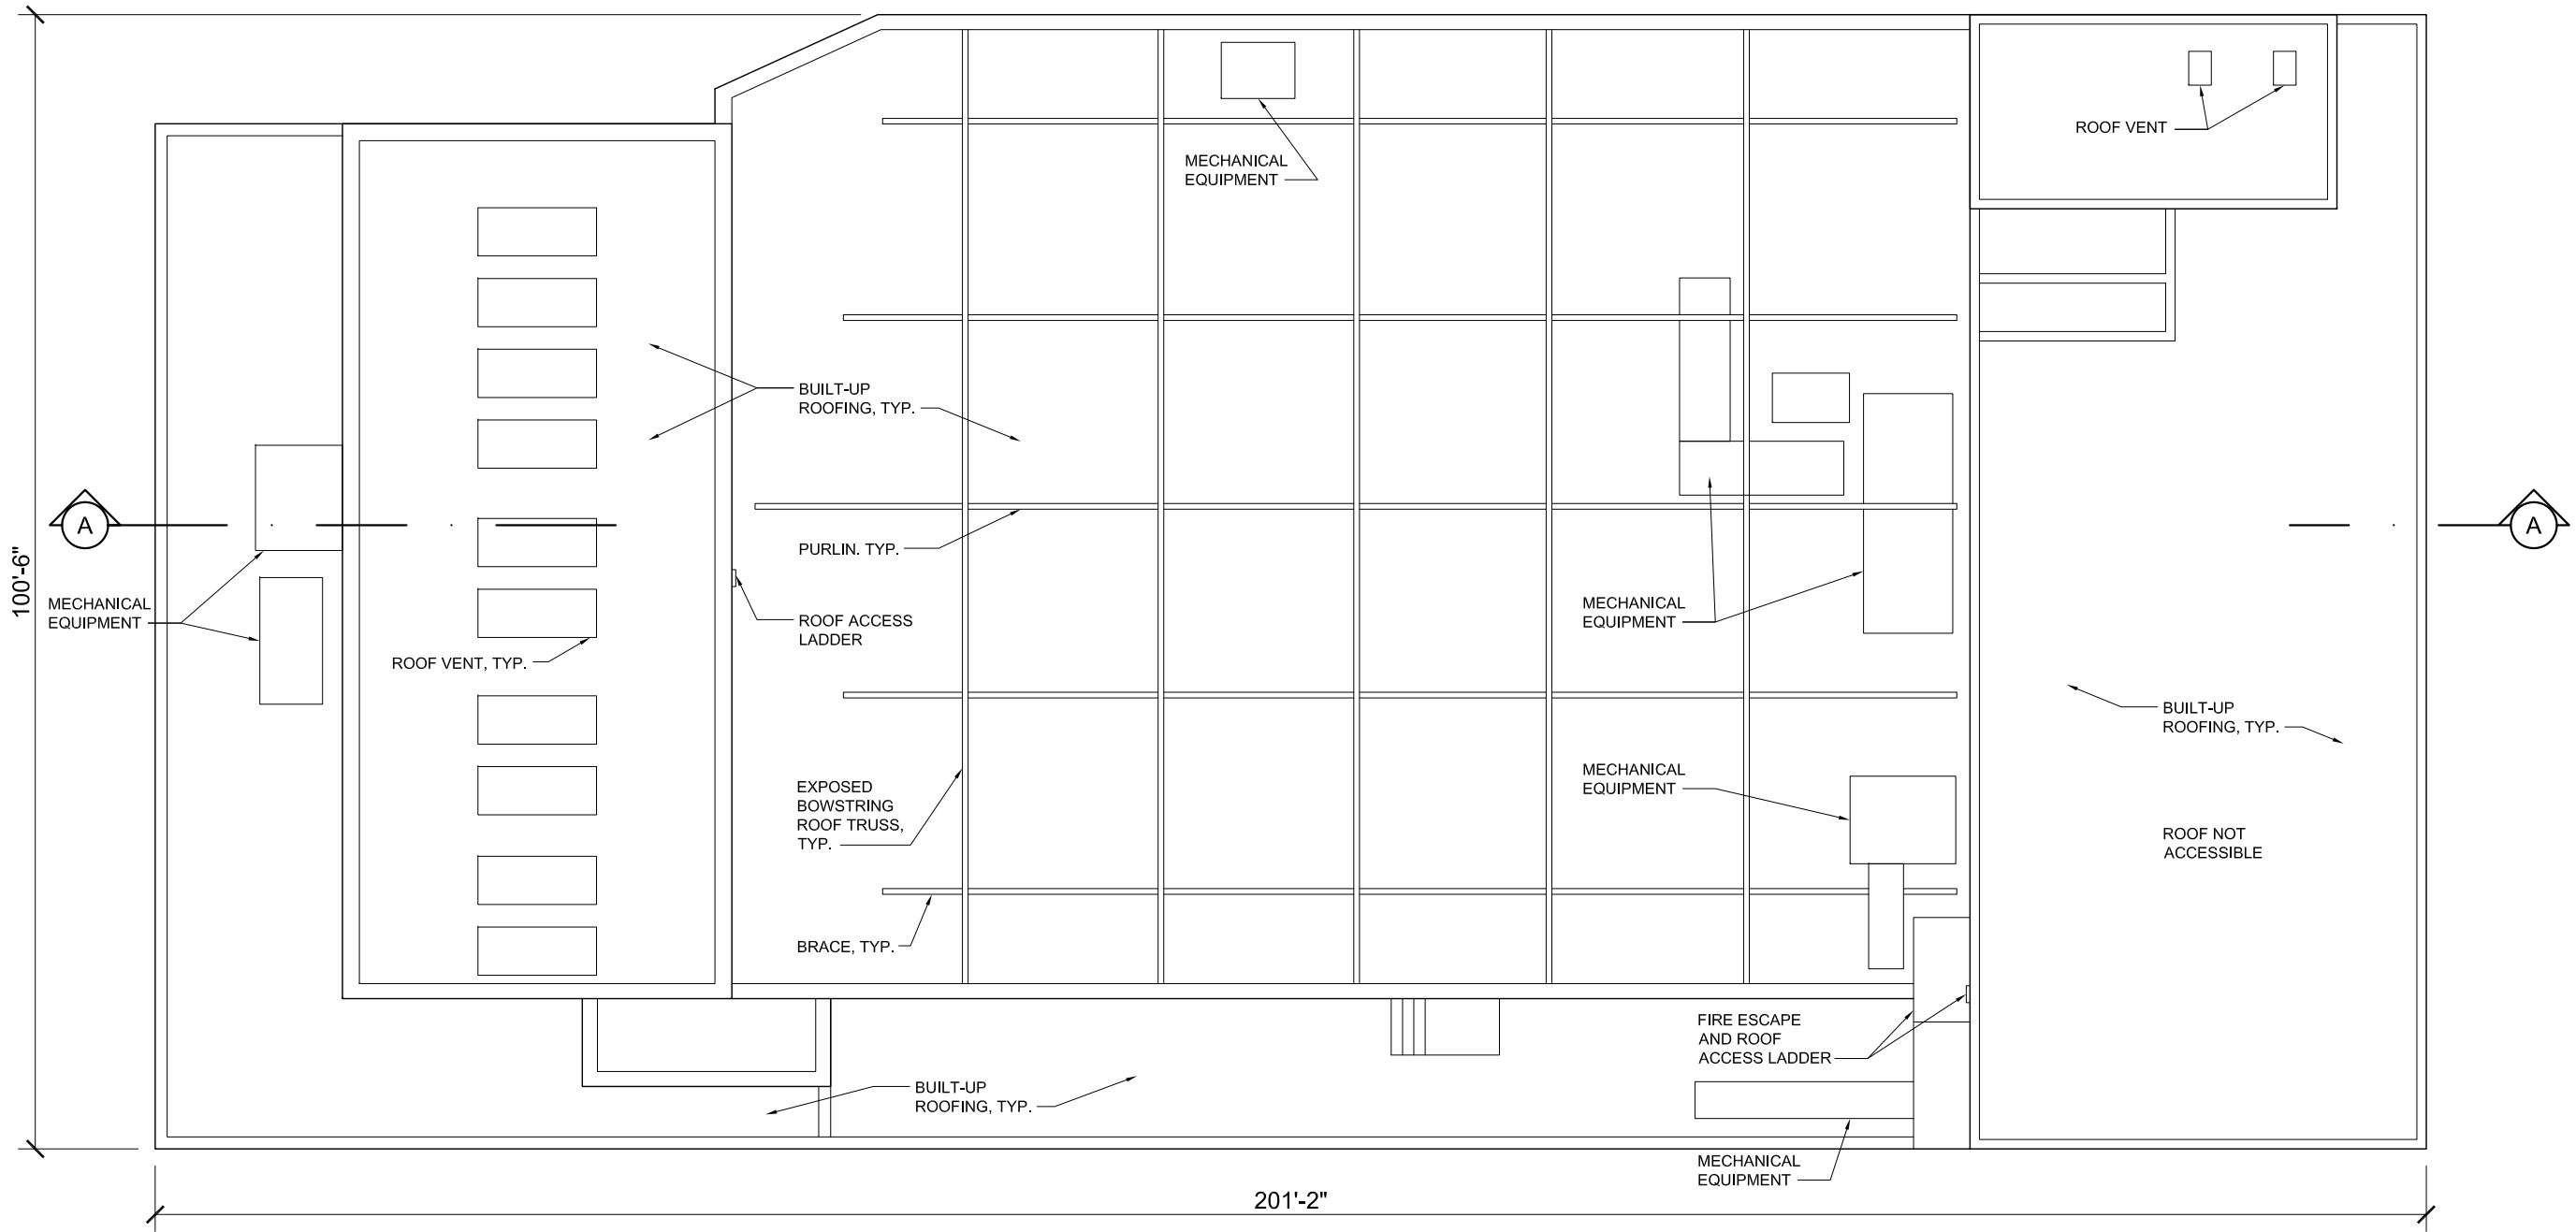 ROOF VENT
MECHANICAL
EQUIPMENT
BUILT-UP
ROOFING, TYP.
A
A
100'-6"
PURLIN. TYP.
MECHANICAL
EQUIPMENT
ROOF ACCESS
LADDER
MECHANICAL
EQUIPMENT
ROOF VENT, TYP.
BUILT-UP
ROOFING, TYP.
EXPOSED
BOWSTRING
ROOF TRUSS,
TYP.
MECHANICAL
EQUIPMENT
ROOF NOT
ACCESSIBLE
BRACE, TYP.
FIRE ESCAPE
AND ROOF
ACCESS LADDER
BUILT-UP
ROOFING, TYP.
MECHANICAL
EQUIPMENT
201'-2"